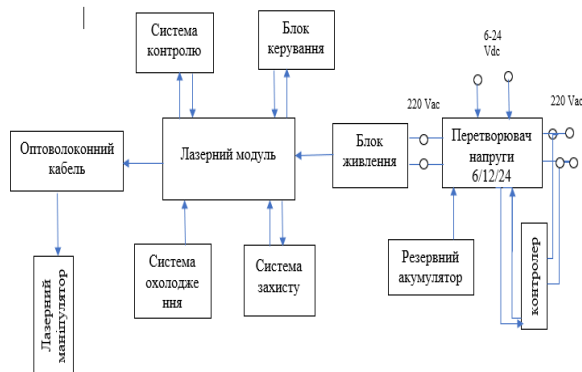 Система
контролю
Блок
керування
6-24
Vdc
220 Vac
220 Vac
Оптоволоконний
кабель
Лазерний модуль
Блок
живлення
Перетворювач
напруги
6/12/24
Лазерний
маніпулятор
Система
охолодже
ння
Система
захисту
Резервний
акумулятор
контролер